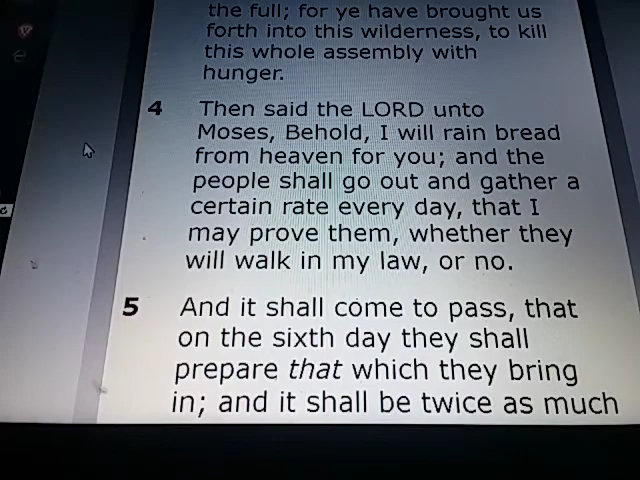 the full; for ye have brought us
forth into this wilderness, to kill
this whole assembly with
hunger.
4 Then said the LORD unto
Moses, Behold, I will rain bread
from heaven for you; and the
people shall go out and gather a
certain rate every day, that I
may prove them, whether they
will walk in my law, or no.
5 And it shall come to pass, that
on the sixth day they shall
prepare that which they bring
in; and it shall be twice as much